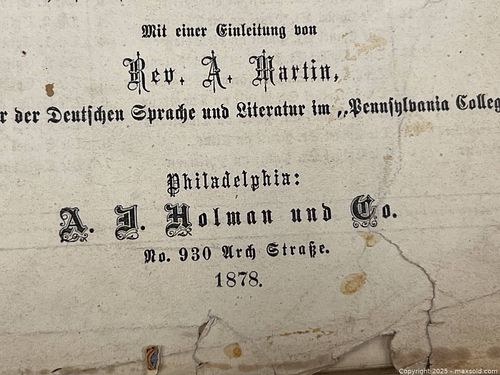 Mit einer Einleitung von
Rev. A. Martin,
r der Deutschen Sprache und Literatur im „Pennsylvania Colleg
Philadelphia:
A. J. Holman und Co.
No. 930 Arch Straße.
1878.
Copyright 2025 - maxsold.com